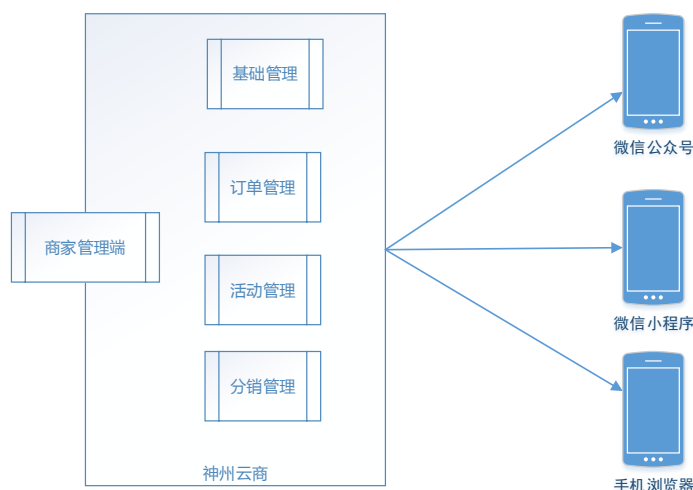 基础管理
微信公众号
订单管理
商家管理端
活动管理
微信小程序
分销管理
神州云商
手机浏览器